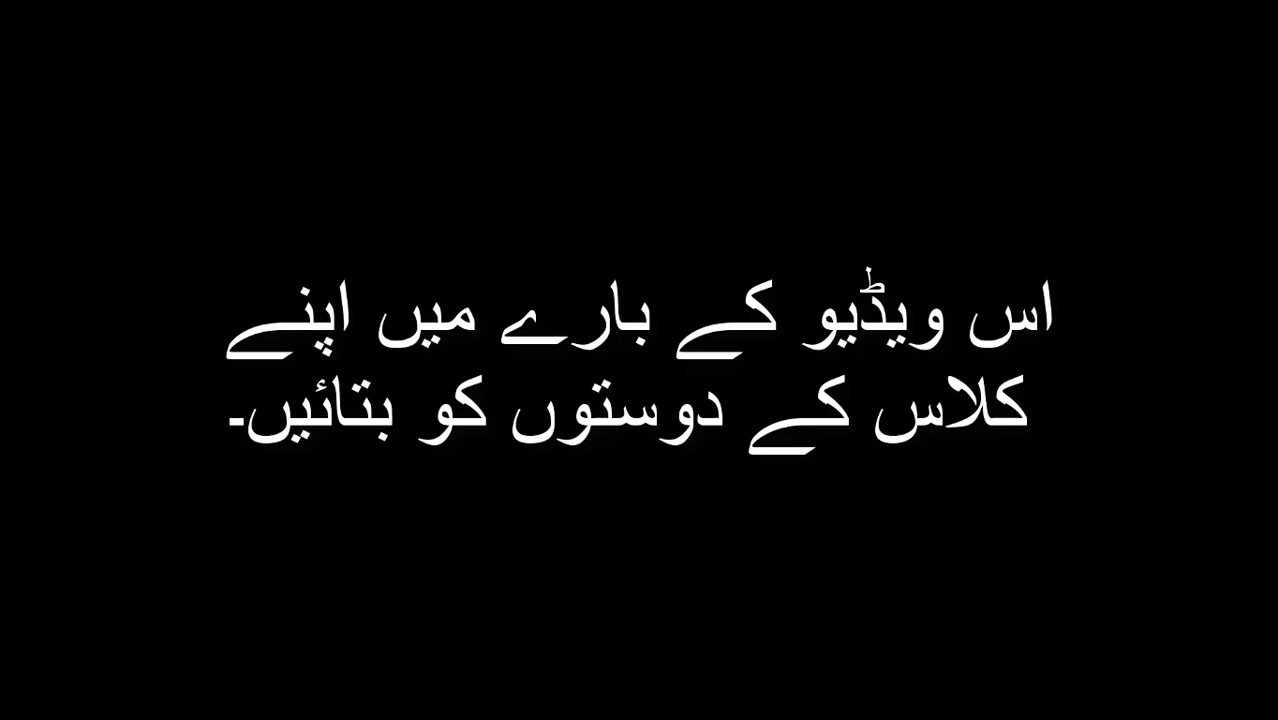 اس ویڈیو کے بارے میں اپنے
کلاس کے دوستوں کو بتائیں۔